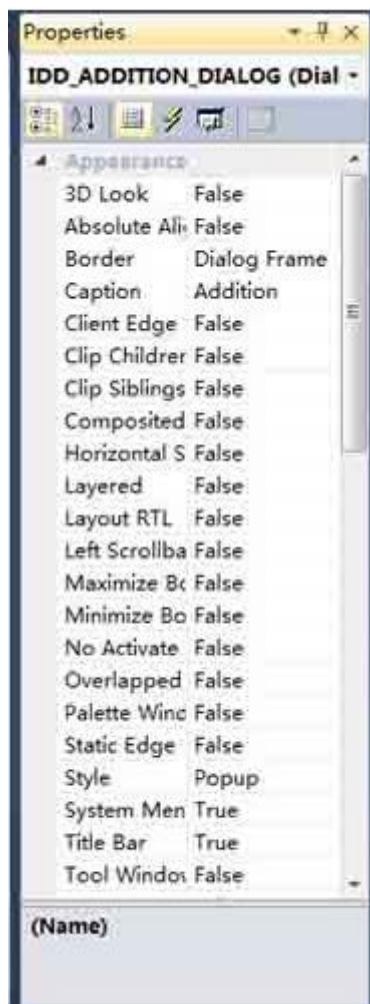 Properties
IDD_ADDITION_DIALOG (Dial
Appearance
3D Look False
Absolute Ali False
Border Dialog Frame
Caption Addition
Client Edge False
Clip Childrer False
Clip Siblings False
Composited False
Horizontal S False
Layered False
Layout RTL False
Left Scrollba False
Maximize Bo False
Minimize Bo False
No Activate False
Overlapped False
Palette Wind False
Static Edge False
Style Popup
System Men True
Title Bar True
Tool Window False
(Name)